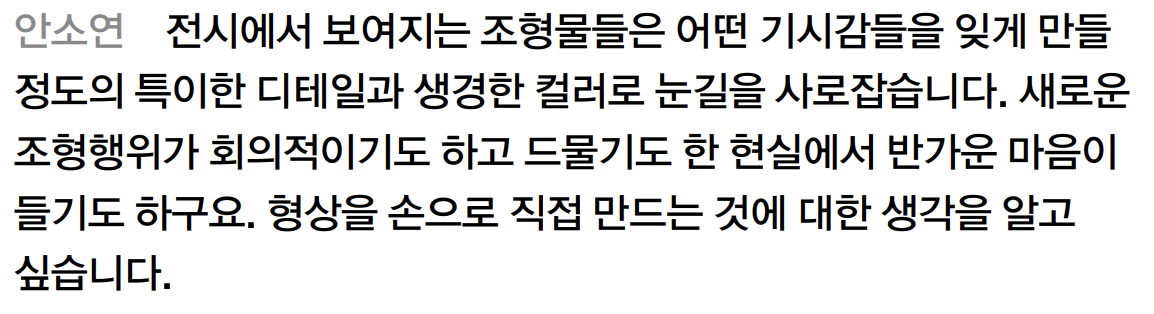 안소연 전시에서 보여지는 조형물들은 어떤 기시감들을 잊게 만들
정도의 특이한 디테일과 생경한 컬러로 눈길을 사로잡습니다. 새로운
조형행위가 회의적이기도 하고 드물기도 한 현실에서 반가운 마음이
들기도 하구요. 형상을 손으로 직접 만드는 것에 대한 생각을 알고
싶습니다.